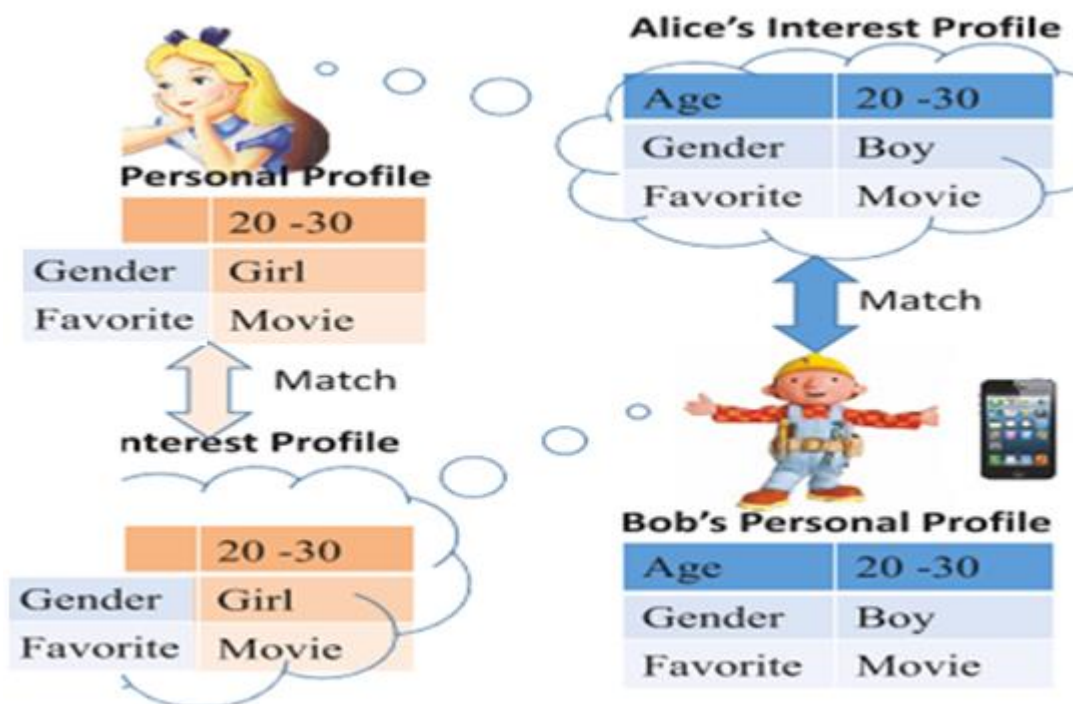 Alice's Interest Profile
Age 20 -30
Gender Boy
Favorite Movie
Personal Profile
20 -30
Gender Girl
Favorite Movie
Match
Match
nterest Profile
20 -30
Gender Girl
Favorite Movie
Bob's Personal Profile
Age 20 -30
Gender Boy
Favorite Movie